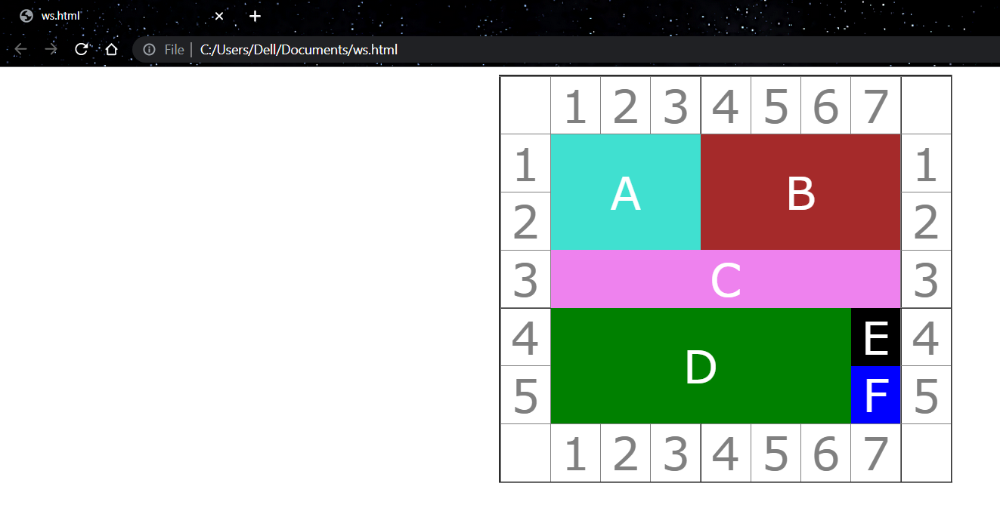 ws.html
File | C:/Users/Dell/Documents/ws.html
1 2 3 4 5 6 7
1 A B 1
2 2
3 C 3
4 D E 4
5 F 5
1 2 3 4 5 6 7